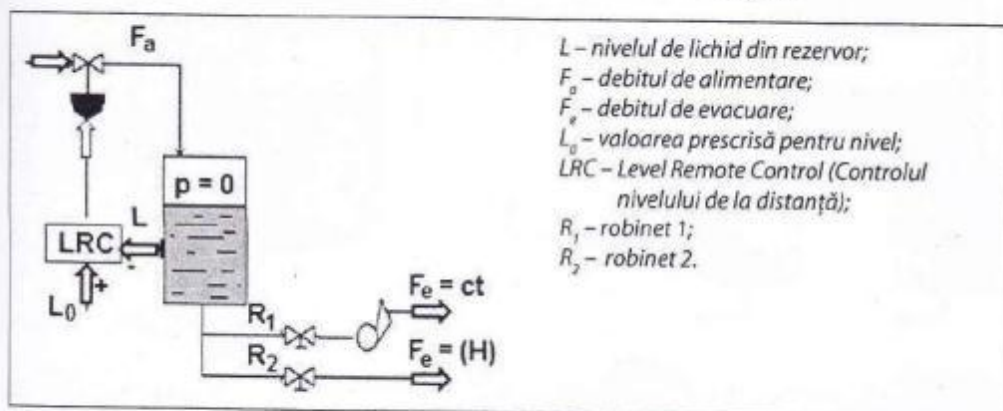 Fa
p = 0
L
LRC
-
+
L0
R1
Fe = ct
R2
Fe = (H)
L – nivelul de lichid din rezervor;
Fa – debitul de alimentare;
Fe – debitul de evacuare;
L0 – valoarea prescrisă pentru nivel;
LRC – Level Remote Control (Controlul
nivelului de la distanță);
R1 – robinet 1;
R2 – robinet 2.